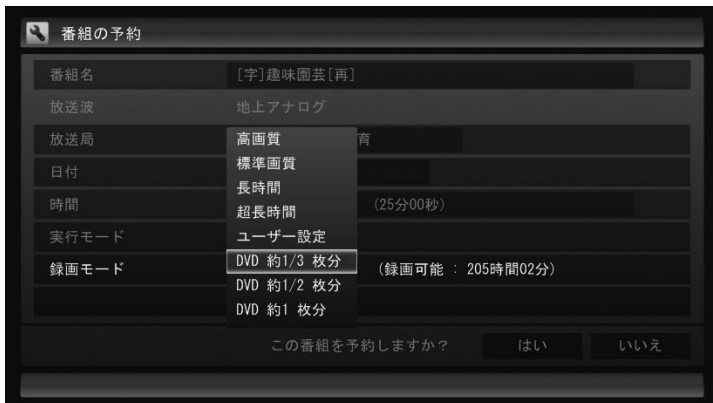 番組の予約
番組名 [字]趣味園芸[再]
放送波 地上アナログ
放送局 育
日付
時間 (25分00秒)
実行モード
録画モード (録画可能 : 205時間02分)
高画質
標準画質
長時間
超長時間
ユーザー設定
DVD 約1/3 枚分
DVD 約1/2 枚分
DVD 約1 枚分
この番組を予約しますか？ はい いいえ